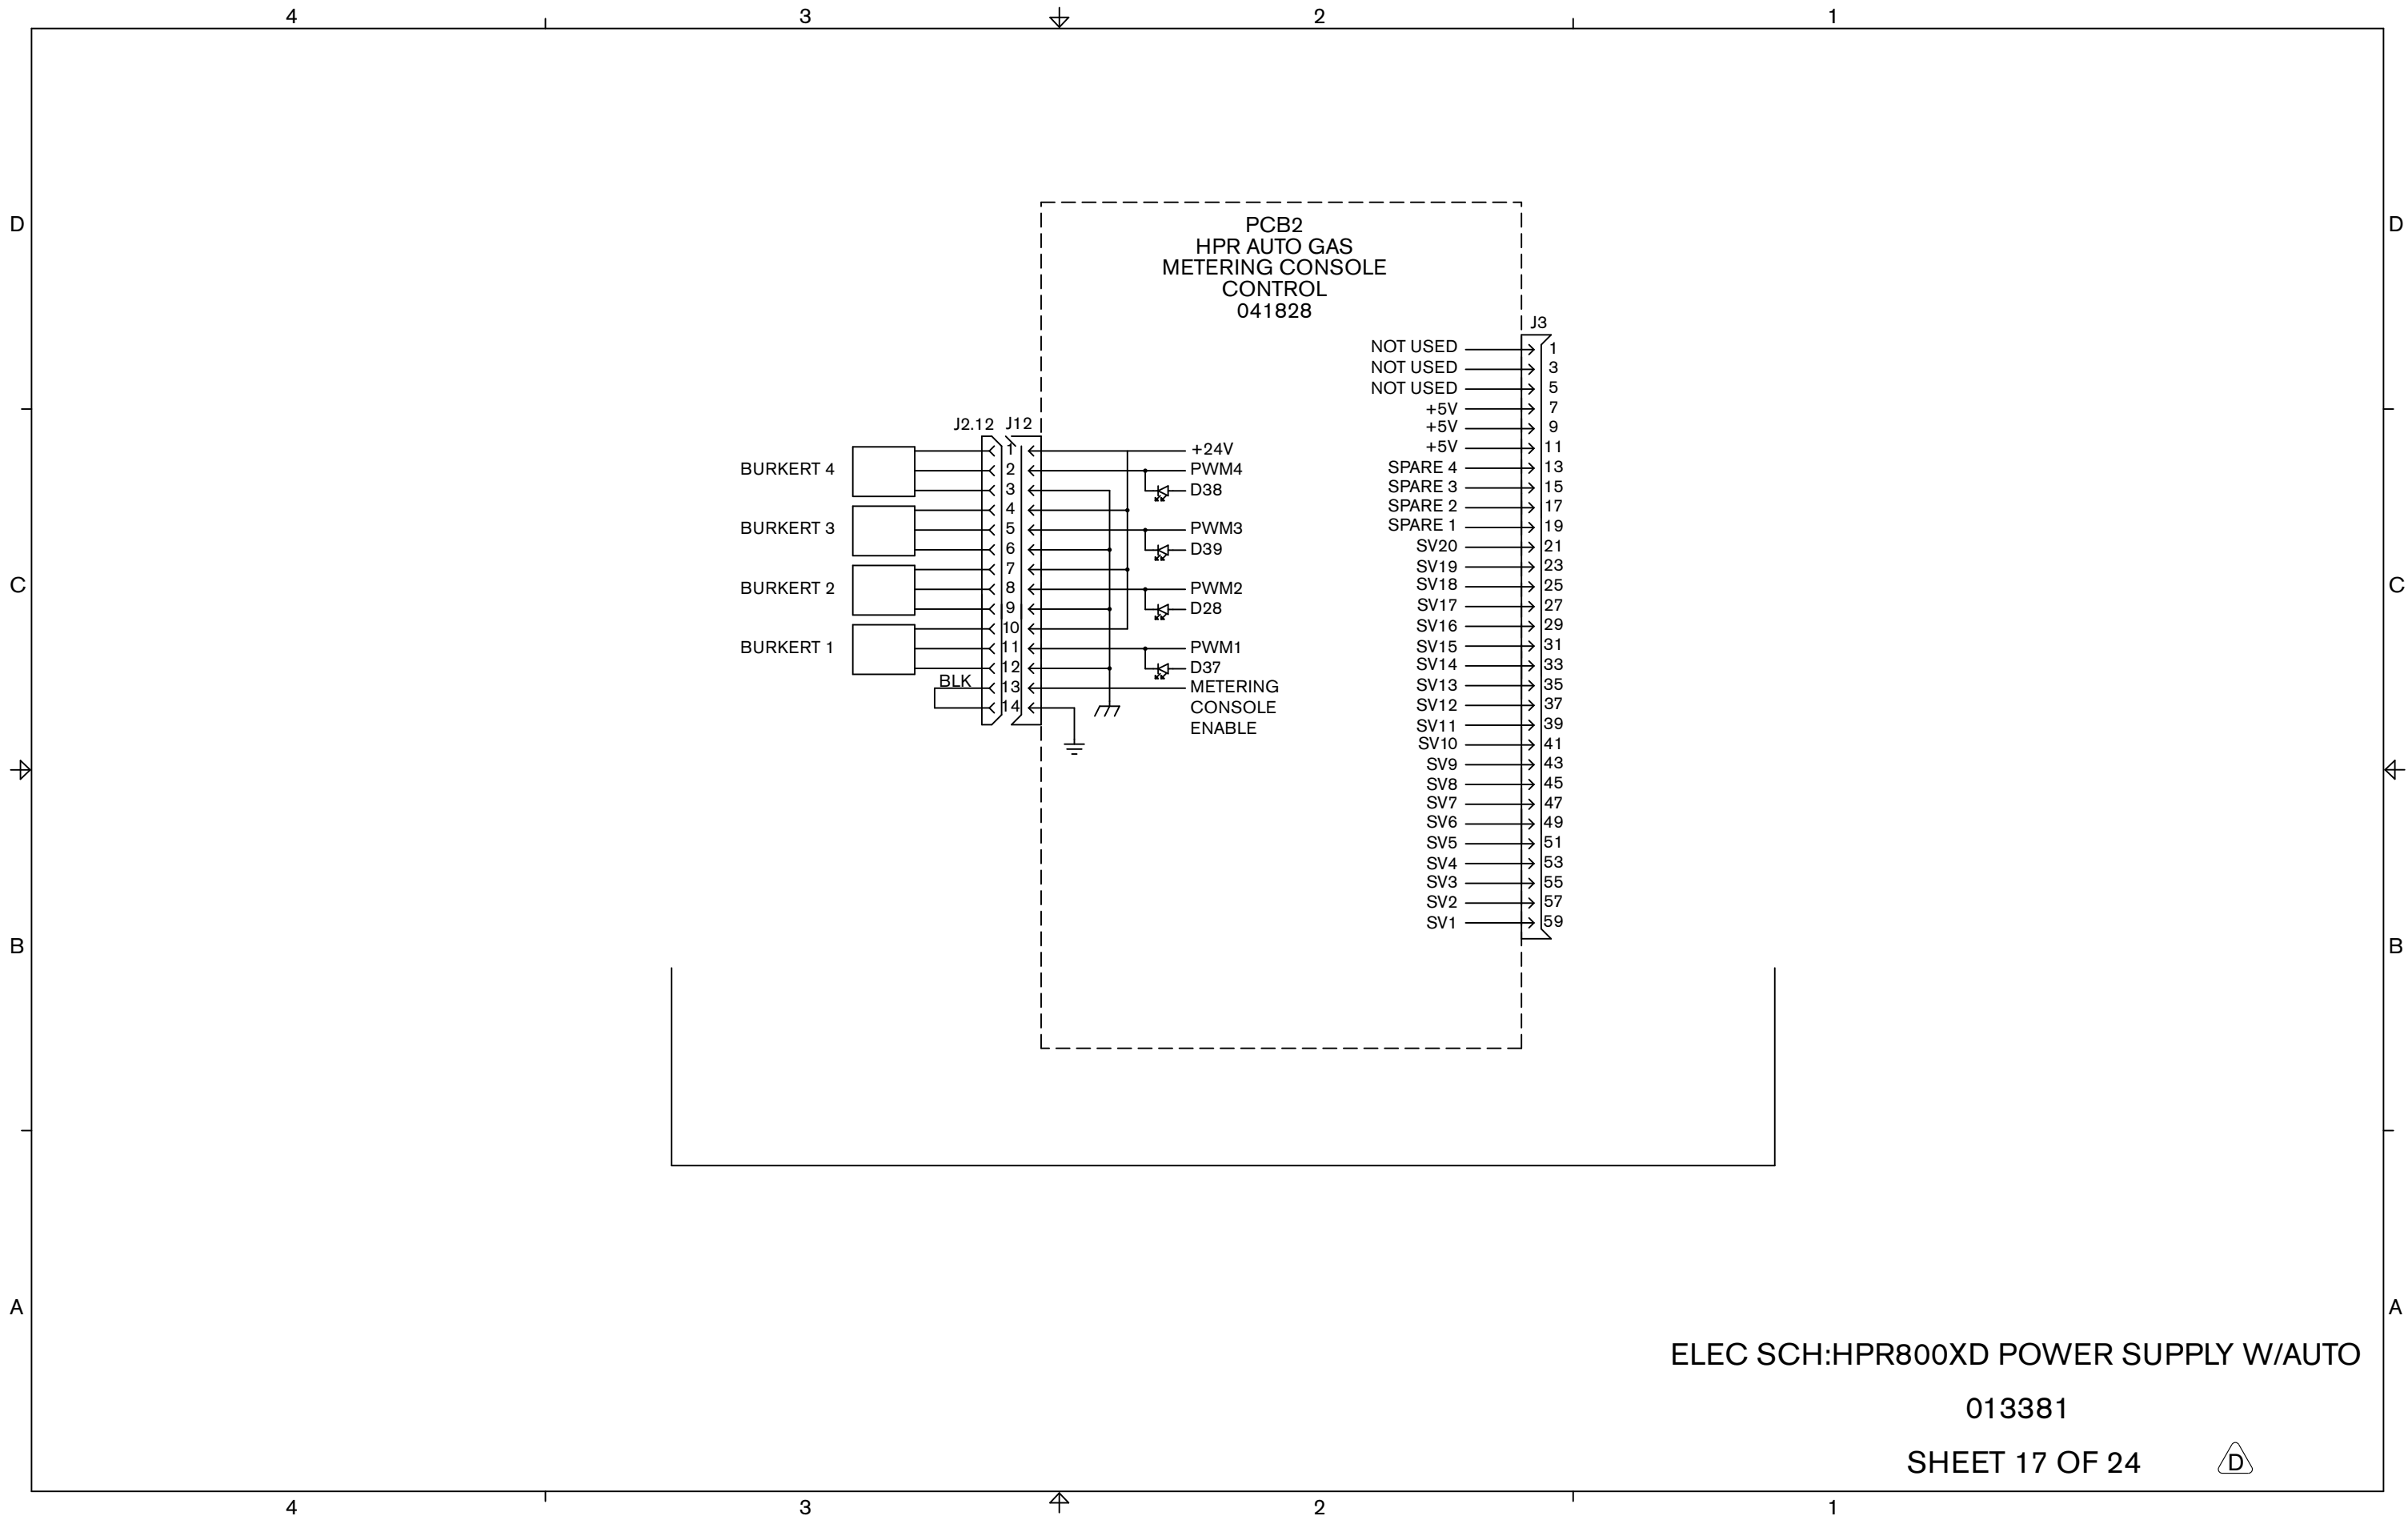 4 3 2 1
D D
PCB2
HPR AUTO GAS
METERING CONSOLE
CONTROL
041828
J3
NOT USED 1
NOT USED 3
NOT USED 5
+5V 7
+5V 9
+5V 11
SPARE 4 13
SPARE 3 15
SPARE 2 17
SPARE 1 19
SV20 21
SV19 23
SV18 25
SV17 27
SV16 29
SV15 31
SV14 33
SV13 35
SV12 37
SV11 39
SV10 41
SV9 43
SV8 45
SV7 47
SV6 49
SV5 51
SV4 53
SV3 55
SV2 57
SV1 59
J2.12 J12
1 +24V
BURKERT 4 2 PWM4
3 D38
4
BURKERT 3 5 PWM3
6 D39
7
BURKERT 2 8 PWM2
9 D28
10
BURKERT 1 11 PWM1
12 D37
BLK 13 METERING
14 CONSOLE
ENABLE
C C
B B
A A
ELEC SCH:HPR800XD POWER SUPPLY W/AUTO
013381
SHEET 17 OF 24 D
4 3 2 1